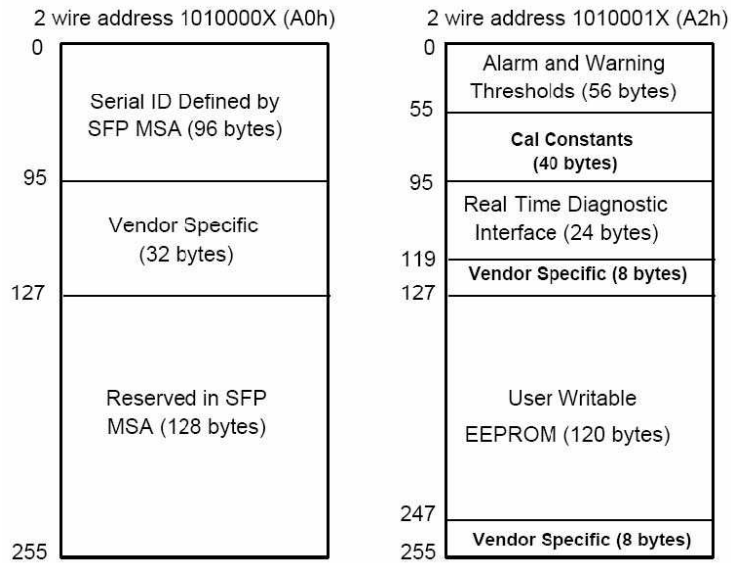 2 wire address 1010000X (A0h)
0
Serial ID Defined by
SFP MSA (96 bytes)
95
Vendor Specific
(32 bytes)
127
Reserved in SFP
MSA (128 bytes)
255
2 wire address 1010001X (A2h)
0
Alarm and Warning
Thresholds (56 bytes)
55
Cal Constants
(40 bytes)
95
Real Time Diagnostic
Interface (24 bytes)
119
Vendor Specific (8 bytes)
127
User Writable
EEPROM (120 bytes)
247
Vendor Specific (8 bytes)
255